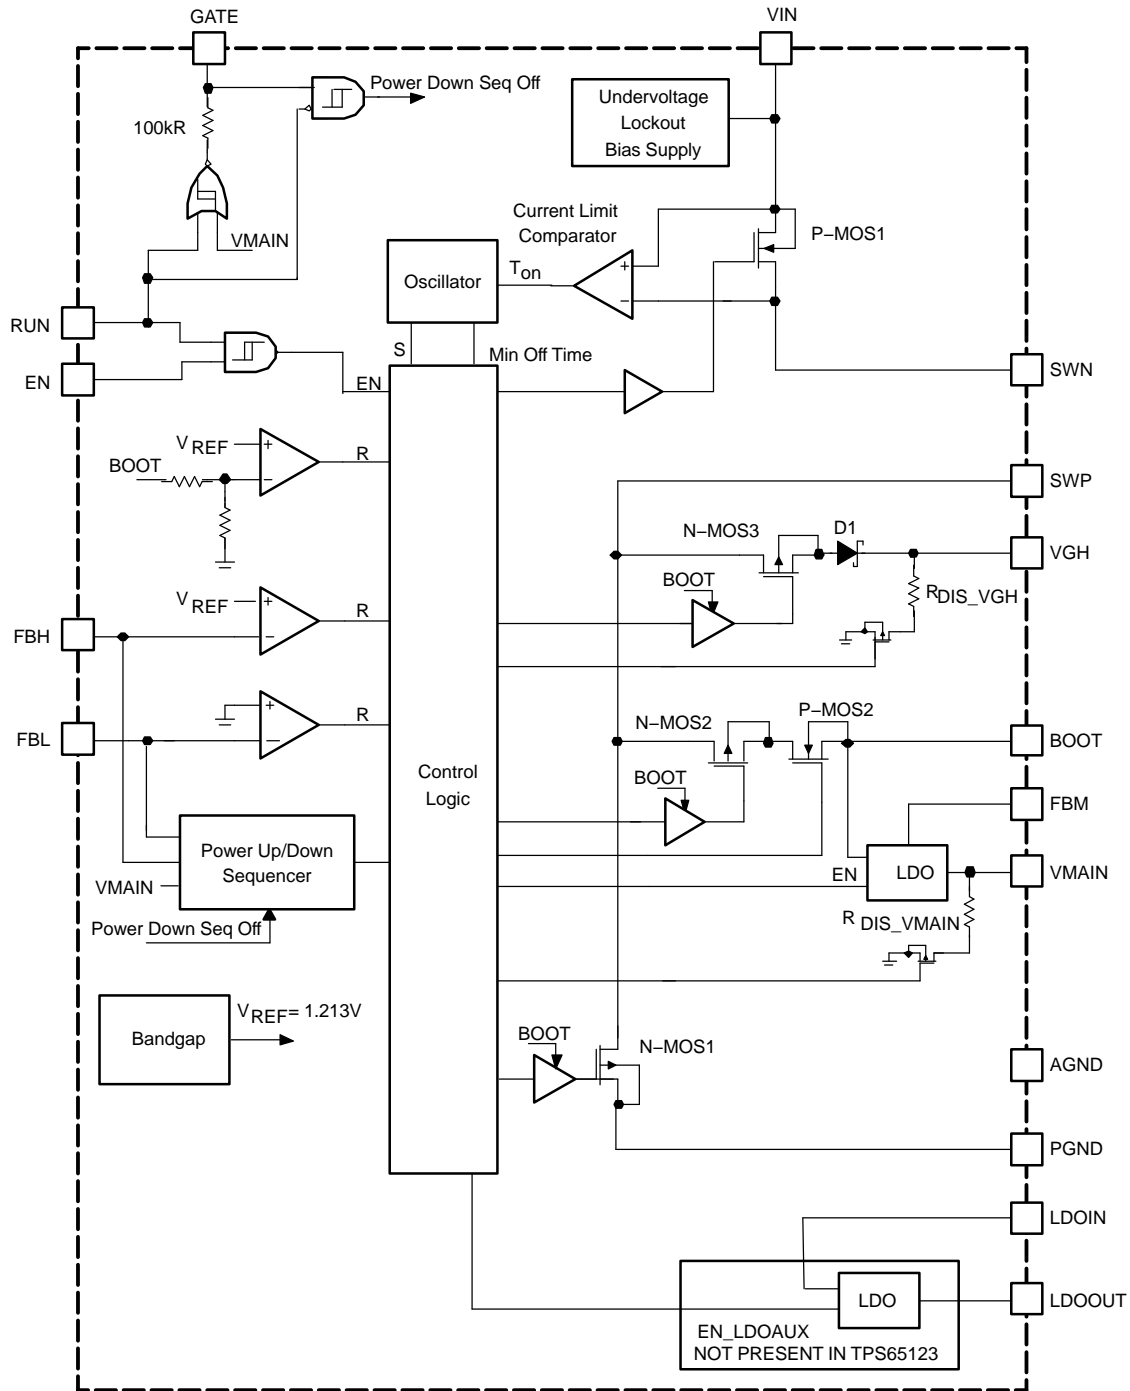 GATE
VIN
Power Down Seq Off
100kR
Undervoltage
Lockout
Bias Supply
VMAIN
Current Limit
Comparator
P-MOS1
+
Oscillator
Ton
−
RUN
S
Min Off Time
EN
EN
SWN
VREF
+
R
BOOT
−
SWP
N-MOS3
D1
VGH
BOOT
RDIS_VGH
VREF
+
R
FBH
−
+
R
FBL
−
N-MOS2
P-MOS2
BOOT
BOOT
Control
Logic
FBM
Power Up/Down
Sequencer
VMAIN
EN
LDO
VMAIN
Power Down Seq Off
R DIS_VMAIN
VREF= 1.213V
Bandgap
BOOT
N-MOS1
AGND
PGND
LDOIN
LDO
LDOOUT
EN_LDOAUX
NOT PRESENT IN TPS65123